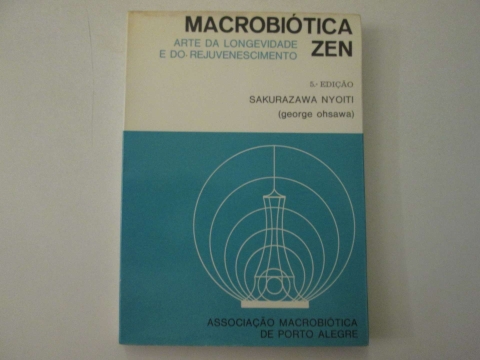 MACROBIÓTICA
ARTE DA LONGEVIDADE
E DO REJUVENESCIMENTO
ZEN
5.ª EDIÇÃO
SAKURAZAWA NYOITI
(george ohsawa)
ASSOCIAÇÃO MACROBIÓTICA
DE PORTO ALEGRE